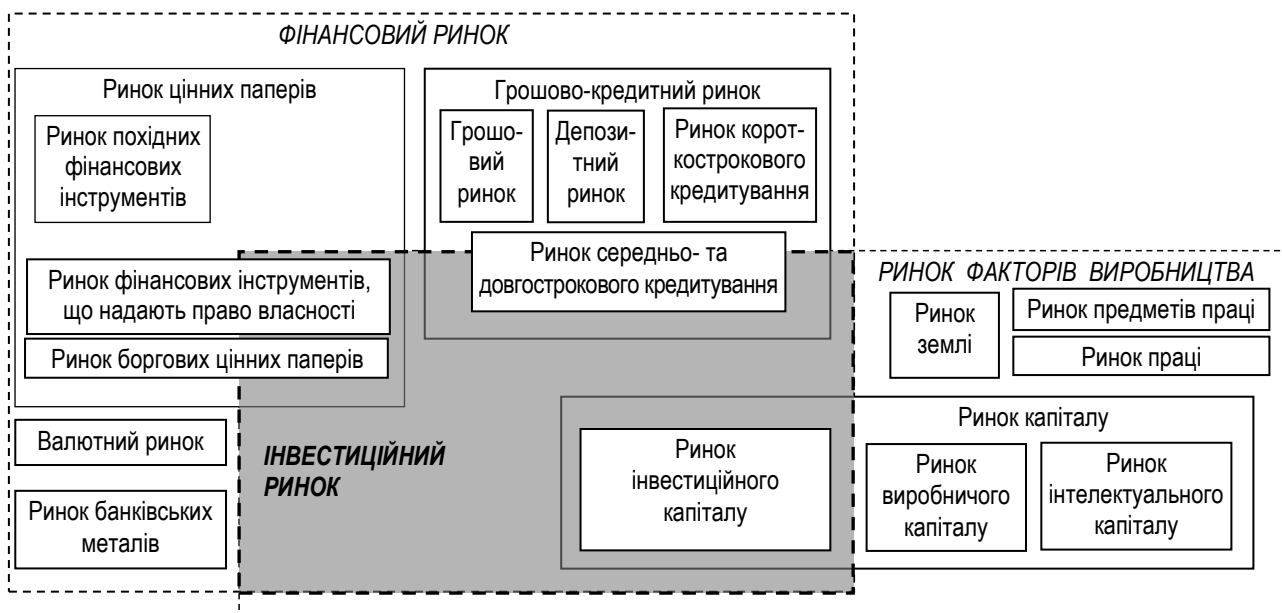 ФІНАНСОВИЙ РИНОК
Ринок цінних паперів
Ринок похідних
фінансових
інструментів
Ринок фінансових інструментів,
що надають право власності
Ринок боргових цінних паперів
Грошово-кредитний ринок
Грошо-
вий
ринок
Депози-
тний
ринок
Ринок корот-
кострокового
кредитування
Ринок середньо- та
довгострокового кредитування
Валютний ринок
Ринок банківських
металів
ІНВЕСТИЦІЙНИЙ
РИНОК
РИНОК ФАКТОРІВ ВИРОБНИЦТВА
Ринок
землі
Ринок предметів праці
Ринок праці
Ринок капіталу
Ринок
інвестиційного
капіталу
Ринок
виробничого
капіталу
Ринок
інтелектуального
капіталу